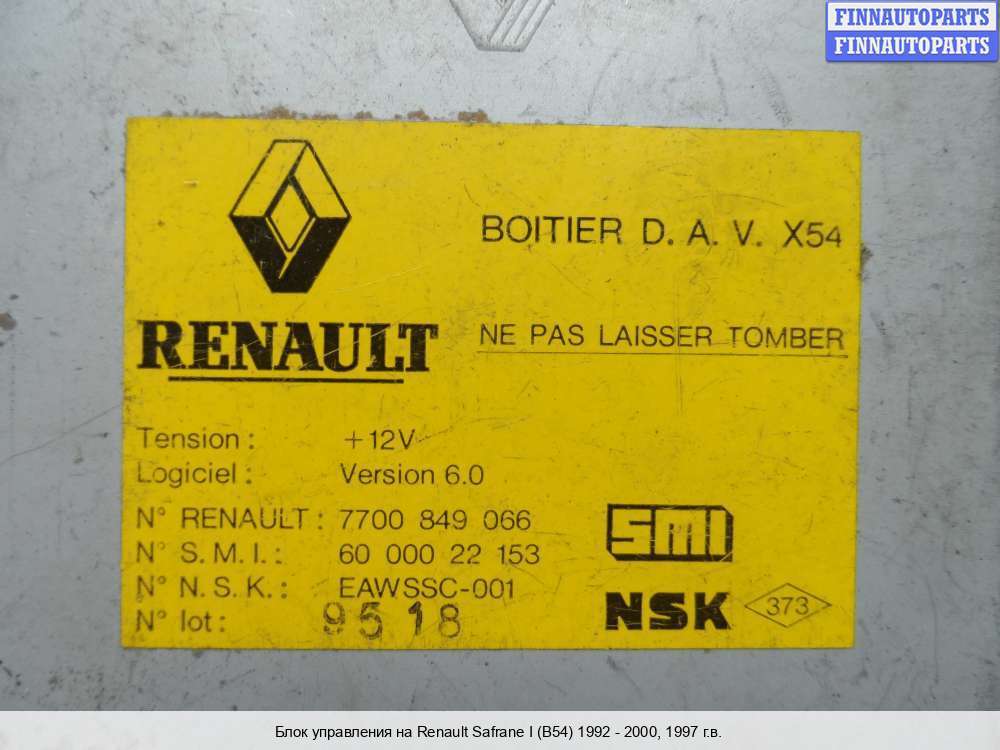 FINNAUTOPARTS
FINNAUTOPARTS
BOITIER D. A. V. X54
RENAULT
NE PAS LAISSER TOMBER
Tension : +12V
Logiciel : Version 6.0
N° RENAULT : 7700 849 066
N° S. M. I. : 60 000 22 153
N° N. S. K. : EAWSSC-001
N° lot : 9518
SMI
NSK 373
Блок управления на Renault Safrane I (B54) 1992 - 2000, 1997 г.в.